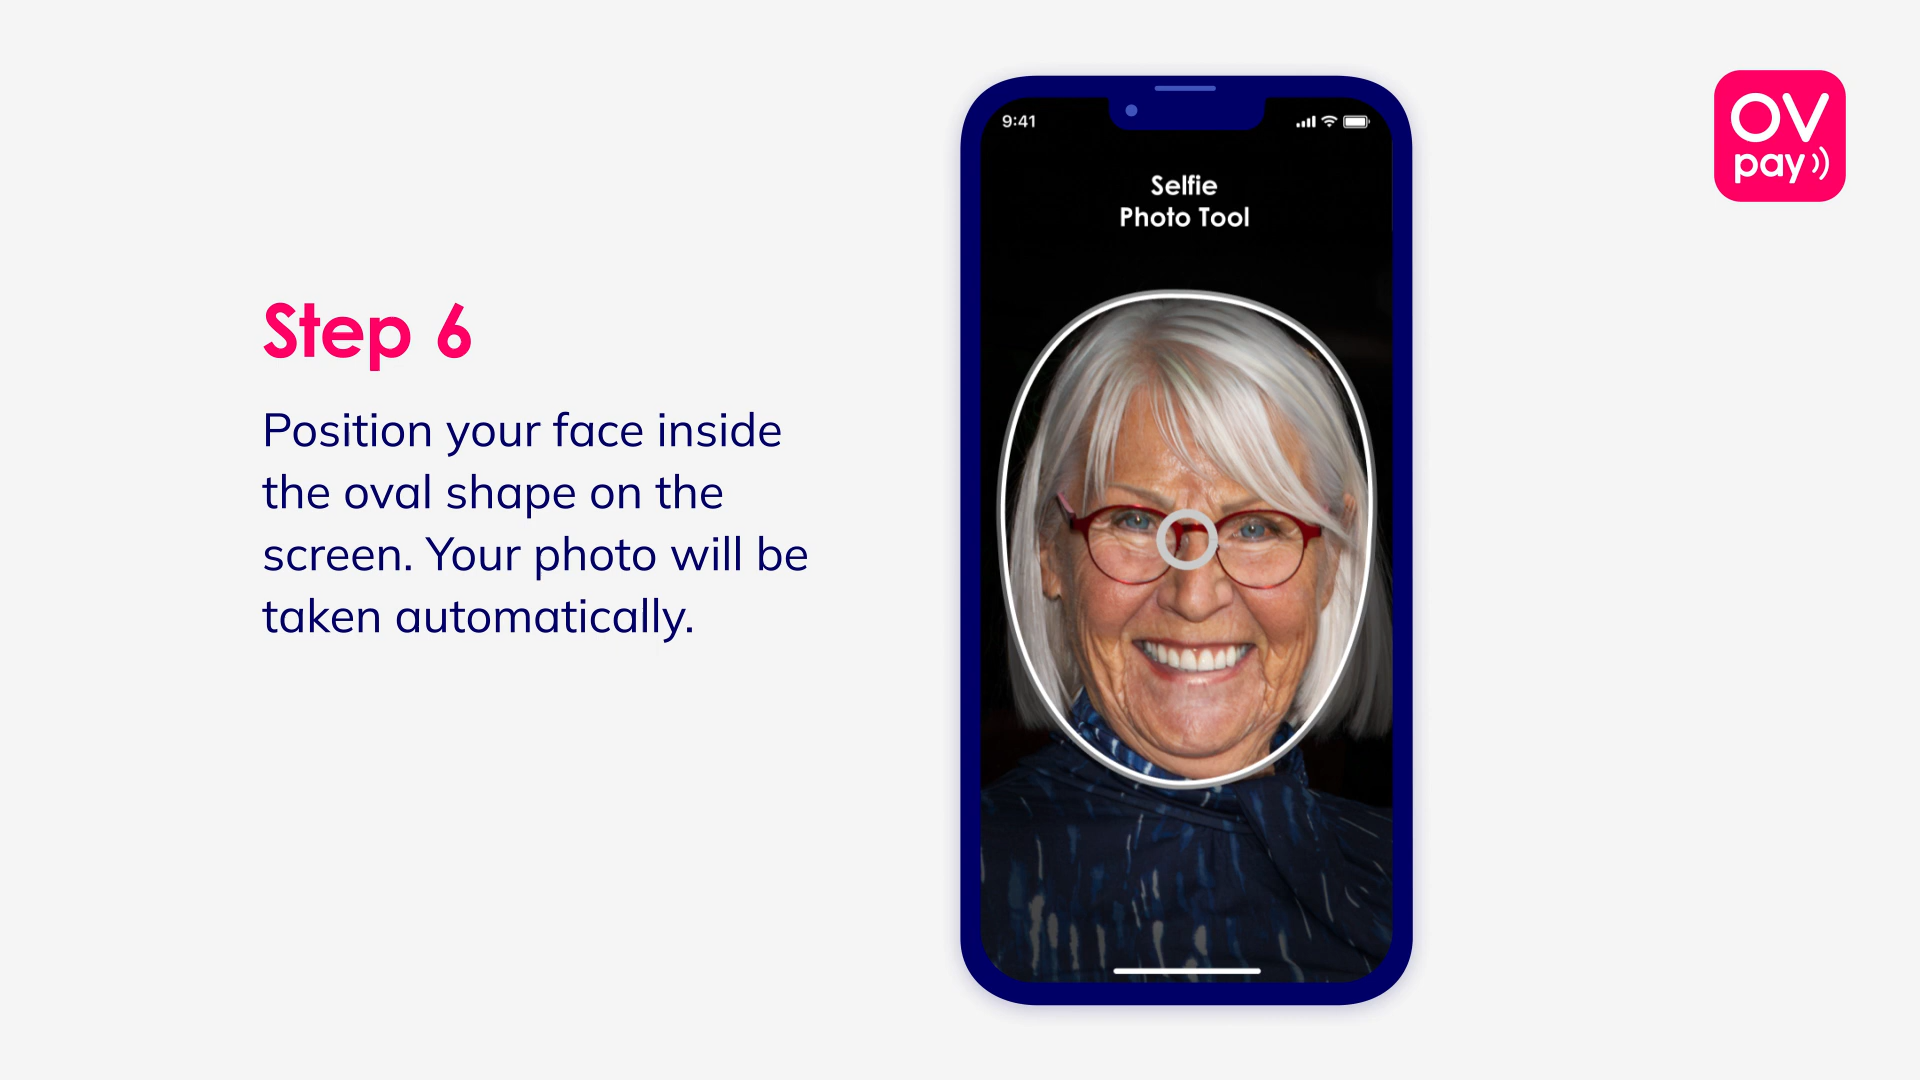 Step 6
Position your face inside
the oval shape on the
screen. Your photo will be
taken automatically.
9:41
Selfie
Photo Tool
OV
pay